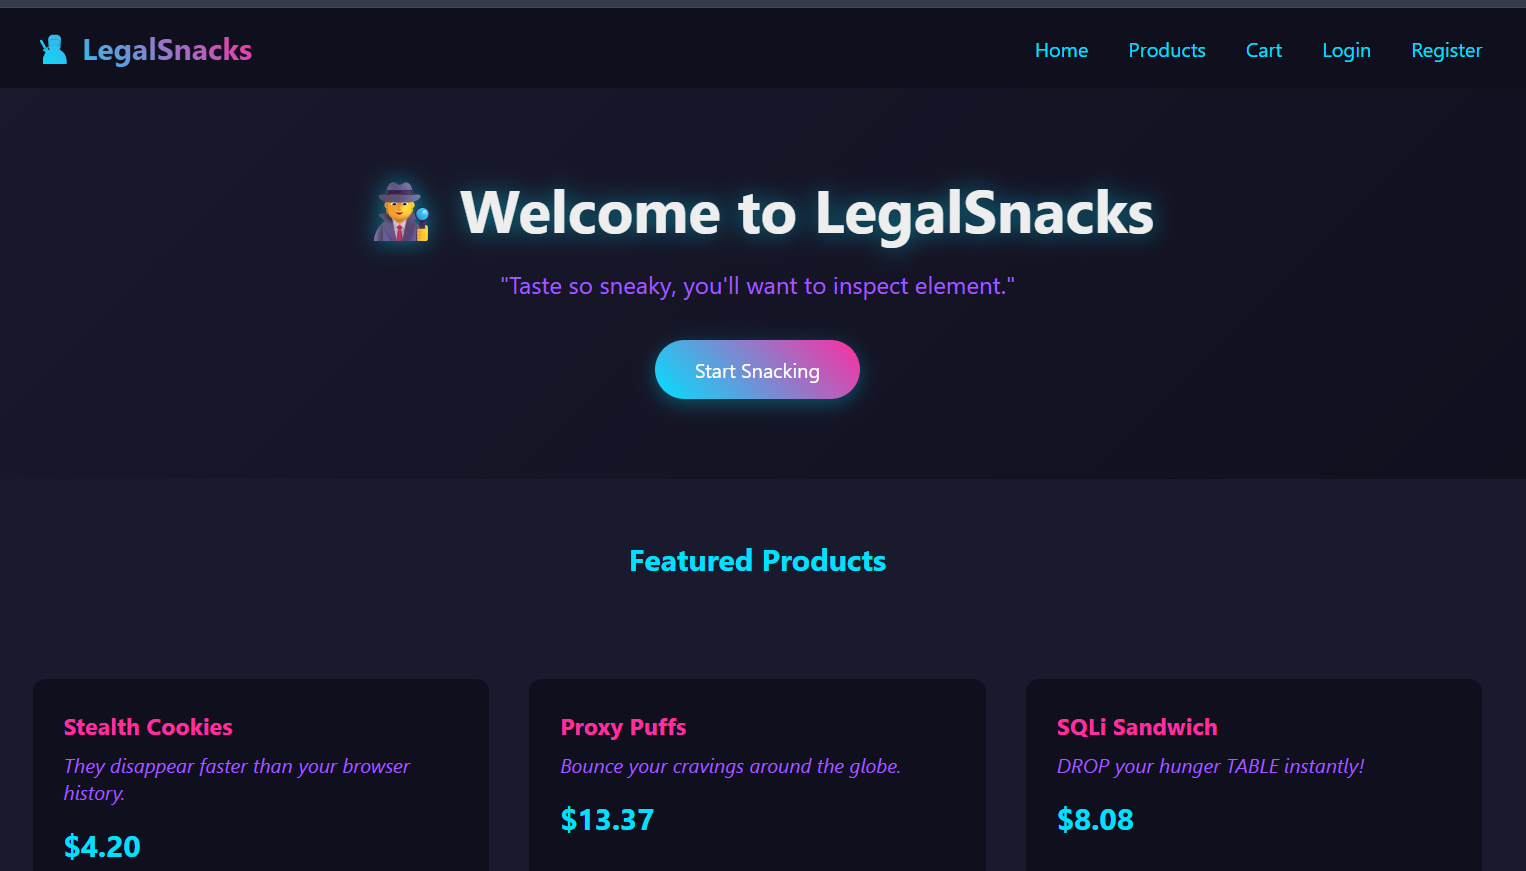 LegalSnacks
Home
Products
Cart
Login
Register
Welcome to LegalSnacks
"Taste so sneaky, you'll want to inspect element."
Start Snacking
Featured Products
Stealth Cookies
They disappear faster than your browser
history.
$4.20
Proxy Puffs
Bounce your cravings around the globe.
$13.37
SQLi Sandwich
DROP your hunger TABLE instantly!
$8.08